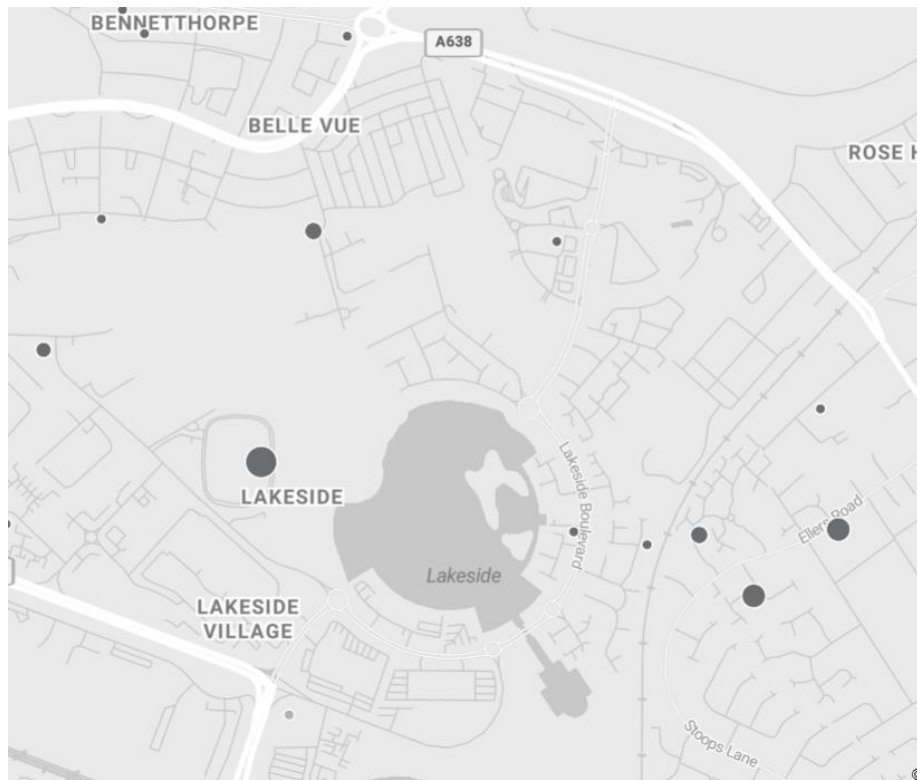 BENNETTHORPE
A638
BELLE VUE
ROSE H
Lakeside Boulevard
LAKESIDE
Ellers Road
Lakeside
LAKESIDE
VILLAGE
Stoops Lane
©